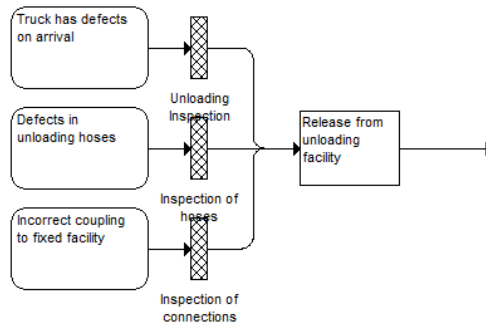 Truck has defects
on arrival
Unloading
Inspection
Defects in
unloading hoses
Release from
unloading
facility
Inspection of
hoses
Incorrect coupling
to fixed facility
Inspection of
connections